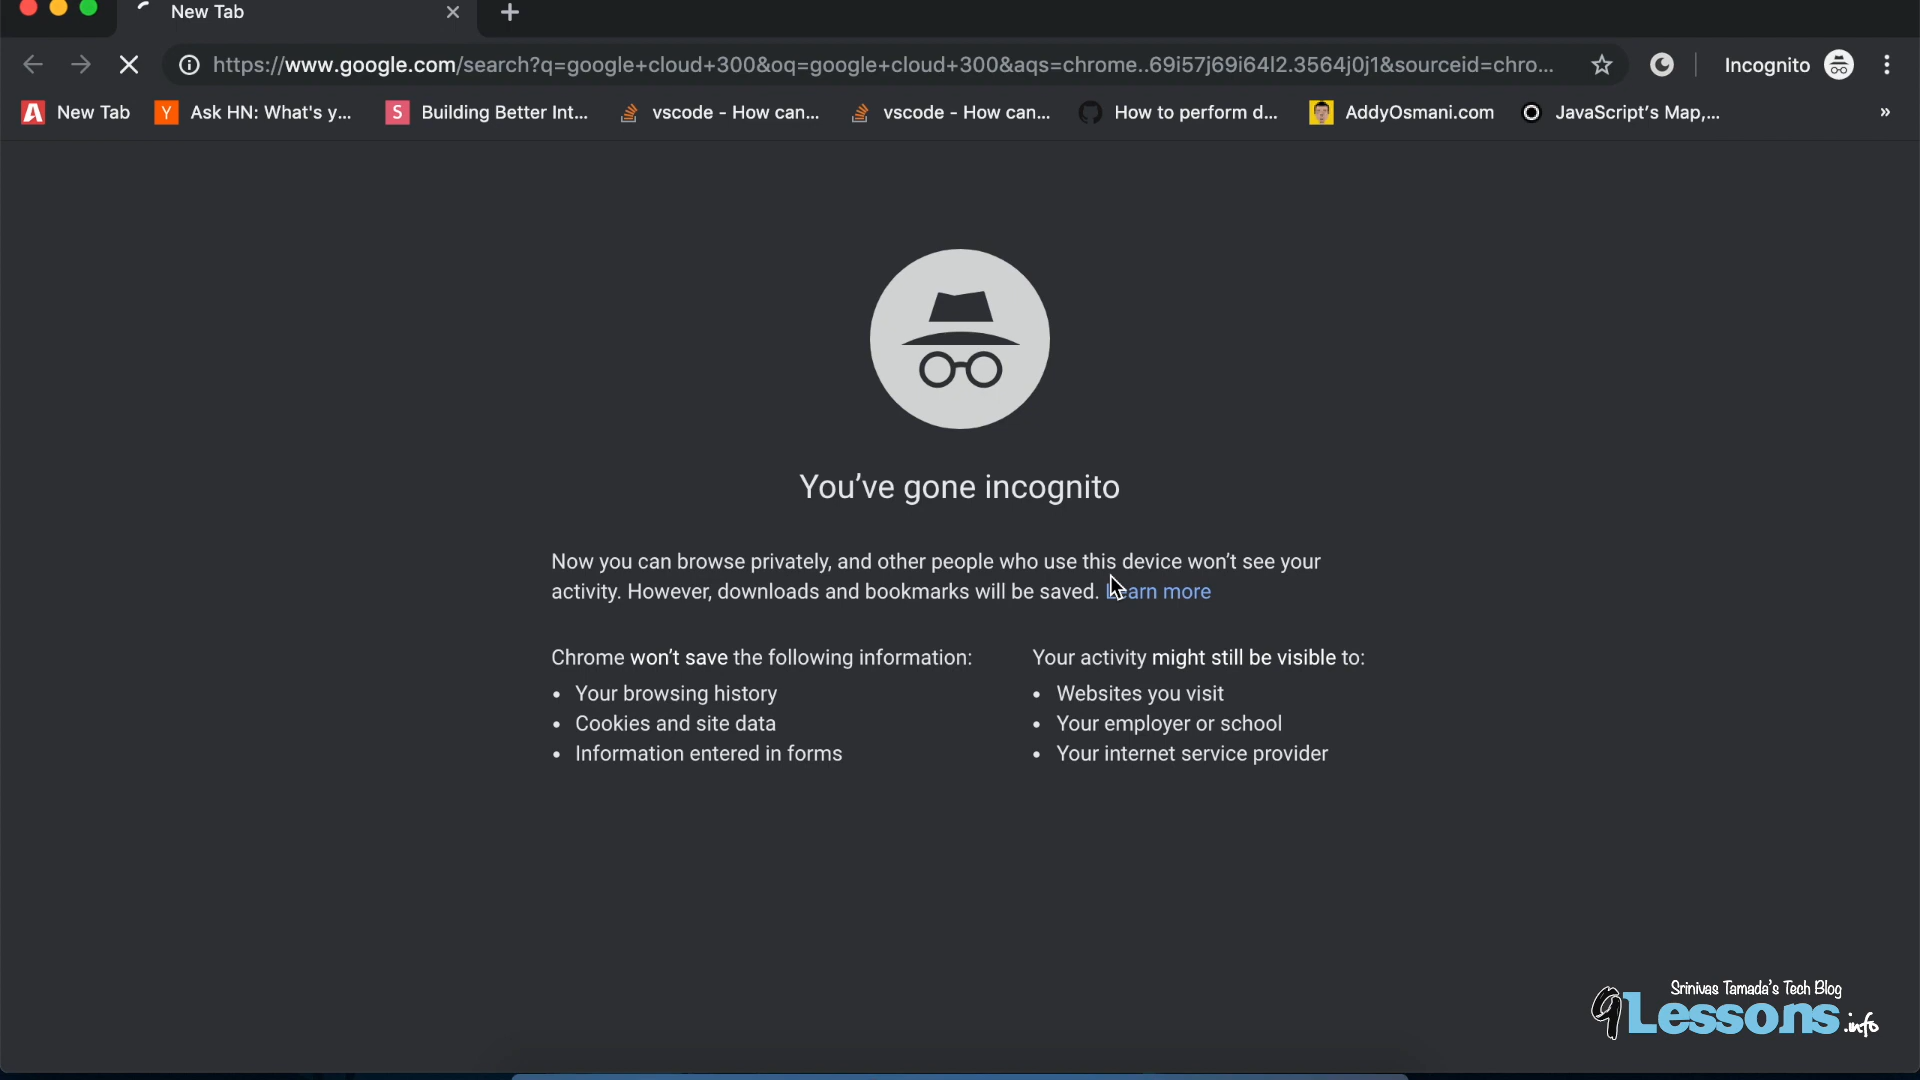 New Tab
https://www.google.com/search?q=google+cloud+300&oq=google+cloud+300&aqs=chrome..69i57j69i64l2.3564j0j1&sourceid=chro...
Incognito
New Tab
Ask HN: What's y...
Building Better Int...
vscode - How can...
vscode - How can...
How to perform d...
AddyOsmani.com
JavaScript’s Map,...
You’ve gone incognito
Now you can browse privately, and other people who use this device won’t see your
activity. However, downloads and bookmarks will be saved. Learn more
Chrome won’t save the following information:
• Your browsing history
• Cookies and site data
• Information entered in forms
Your activity might still be visible to:
• Websites you visit
• Your employer or school
• Your internet service provider
Srinivas Tamada's Tech Blog
9Lessons.info